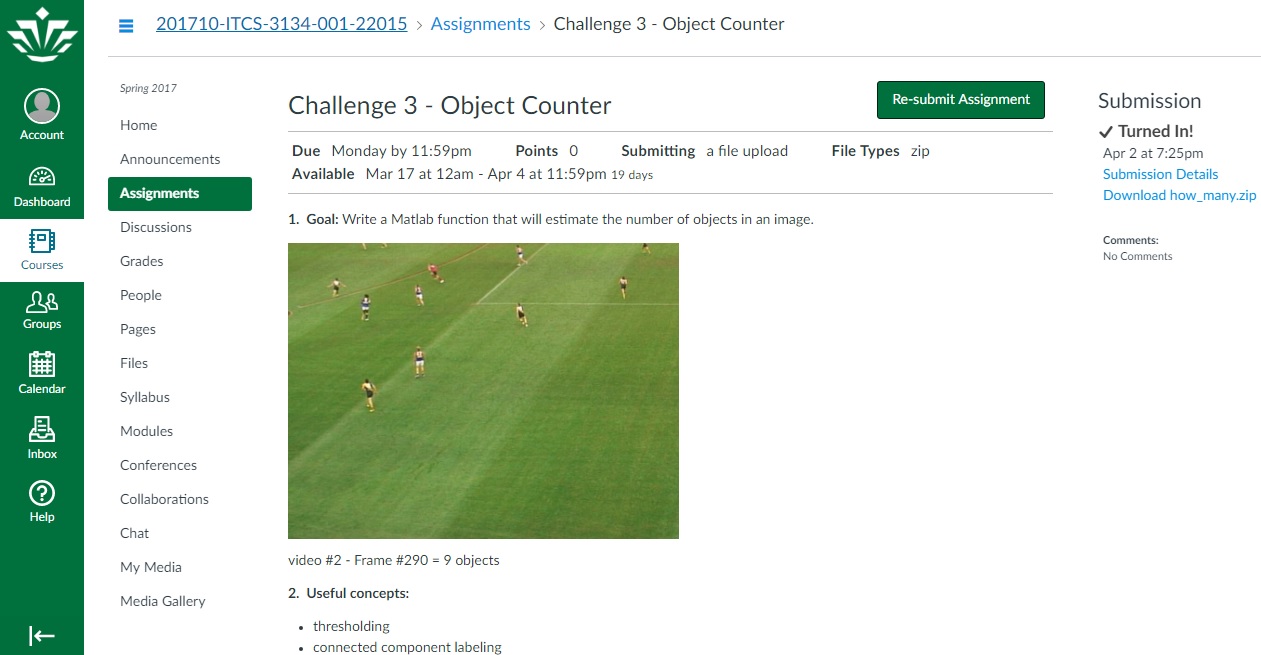 201710-ITCS-3134-001-22015 > Assignments > Challenge 3 - Object Counter
Account
Dashboard
Courses
Groups
Calendar
Inbox
Help
Spring 2017
Home
Announcements
Assignments
Discussions
Grades
People
Pages
Files
Syllabus
Modules
Conferences
Collaborations
Chat
My Media
Media Gallery
Challenge 3 - Object Counter
Re-submit Assignment
Due Monday by 11:59pm Points 0 Submitting a file upload File Types zip
Available Mar 17 at 12am - Apr 4 at 11:59pm 19 days
1. Goal: Write a Matlab function that will estimate the number of objects in an image.
video #2 - Frame #290 = 9 objects
2. Useful concepts:
• thresholding
• connected component labeling
Submission
✓ Turned In!
Apr 2 at 7:25pm
Submission Details
Download how_many.zip
Comments:
No Comments